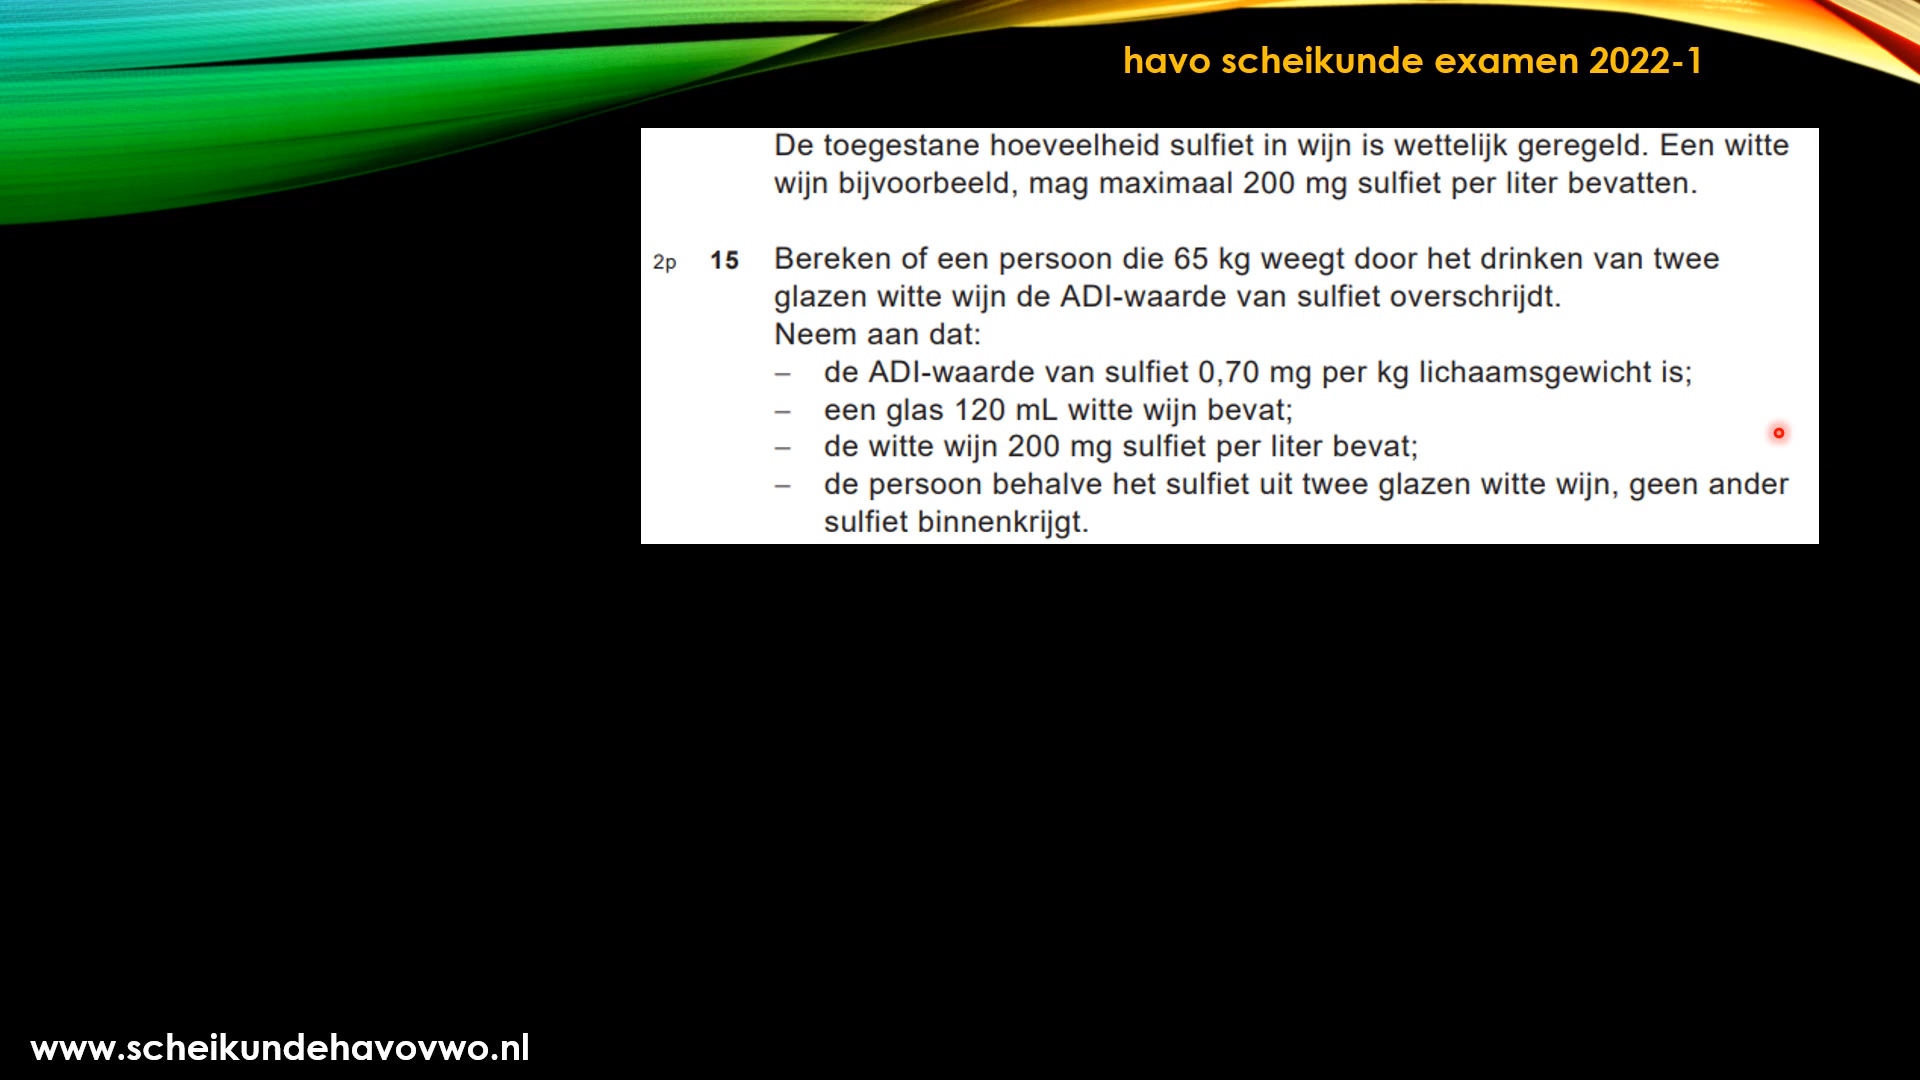 havo scheikunde examen 2022-1
De toegestane hoeveelheid sulfiet in wijn is wettelijk geregeld. Een witte
wijn bijvoorbeeld, mag maximaal 200 mg sulfiet per liter bevatten.
2p 15 Bereken of een persoon die 65 kg weegt door het drinken van twee
glazen witte wijn de ADI-waarde van sulfiet overschrijdt.
Neem aan dat:
– de ADI-waarde van sulfiet 0,70 mg per kg lichaamsgewicht is;
– een glas 120 mL witte wijn bevat;
– de witte wijn 200 mg sulfiet per liter bevat;
– de persoon behalve het sulfiet uit twee glazen witte wijn, geen ander
sulfiet binnenkrijgt.
www.scheikundehavovwo.nl